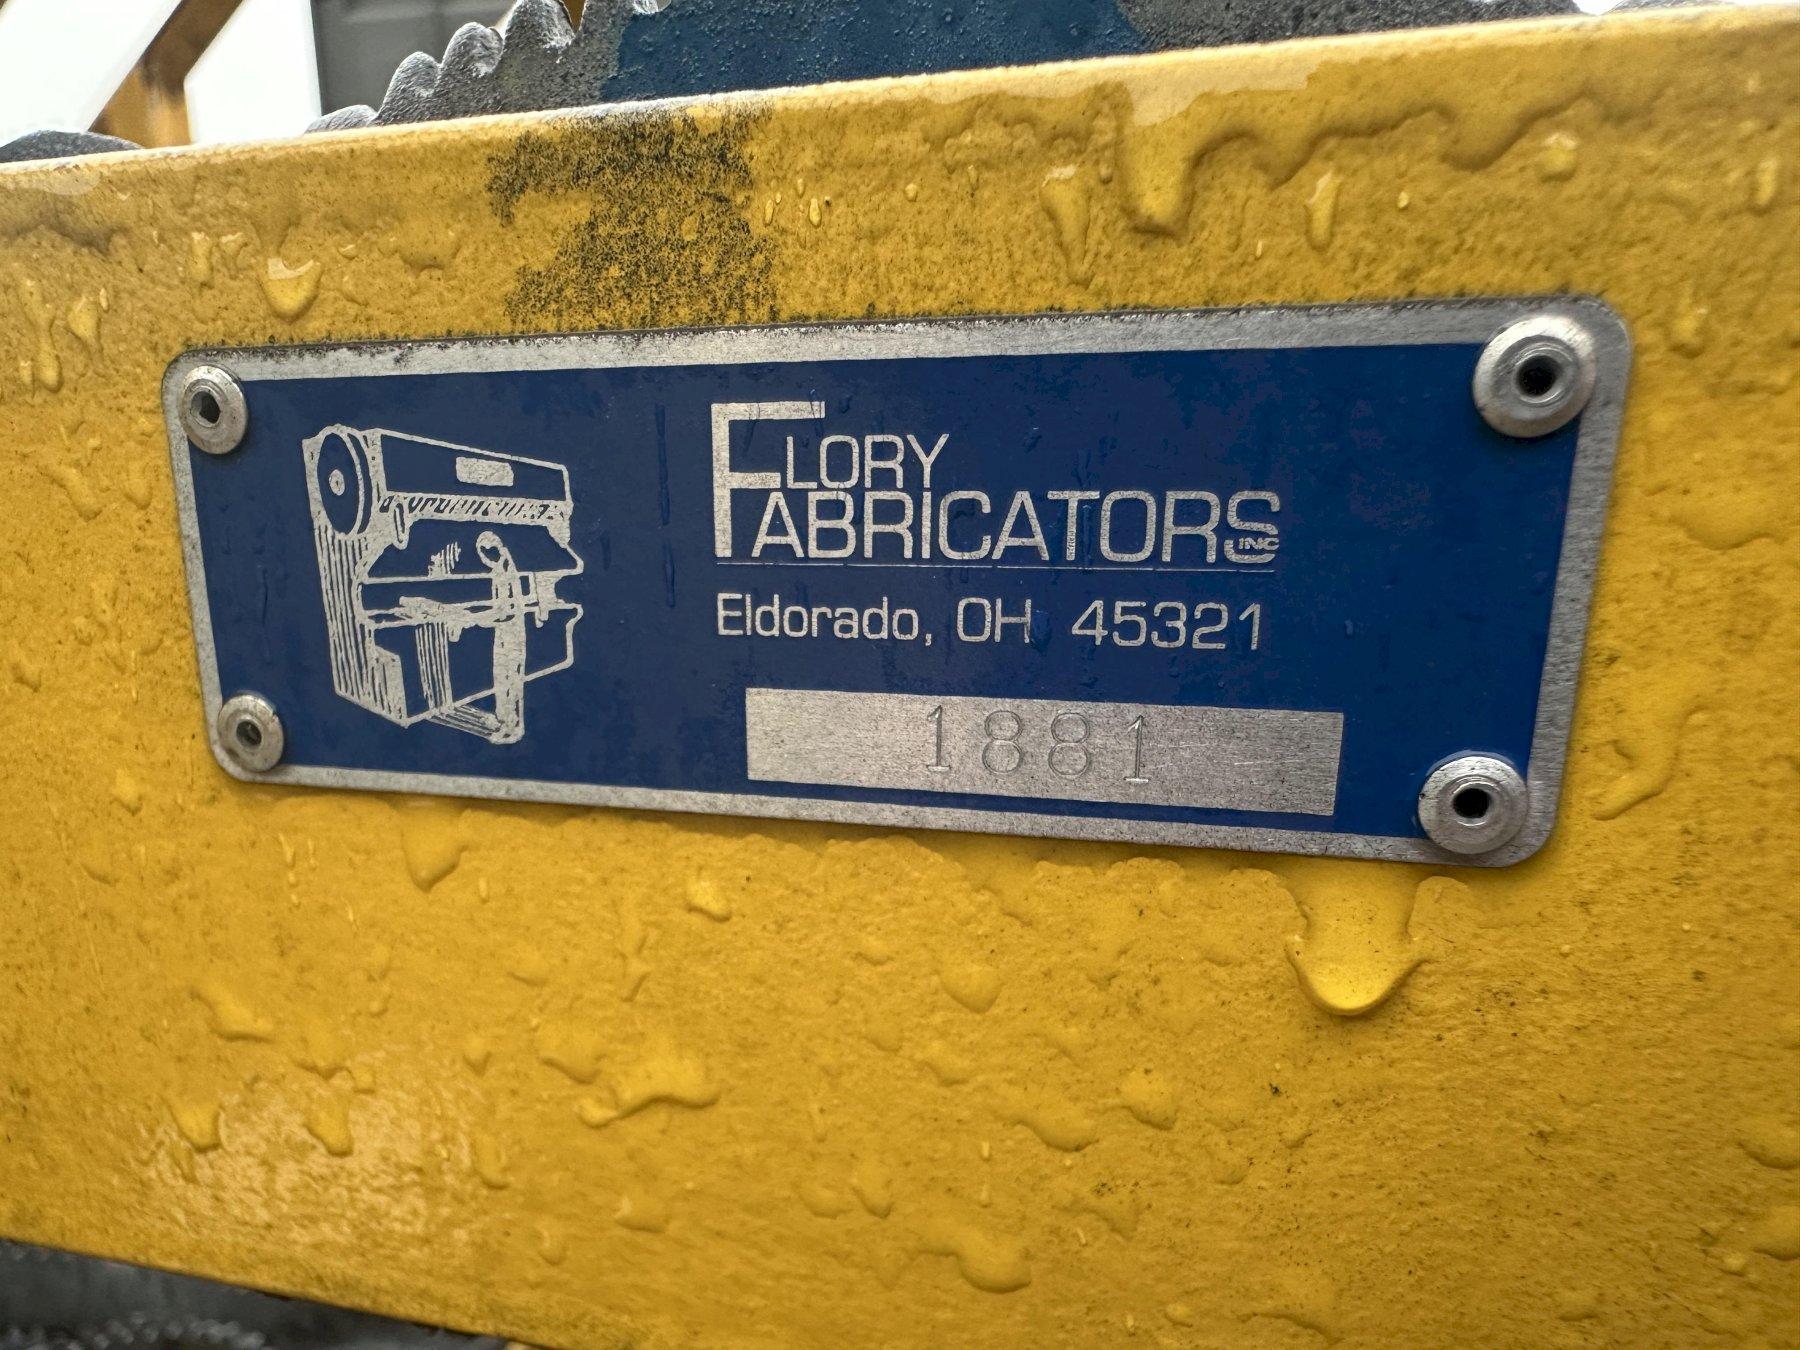 FLORY
FABRICATORS INC
Eldorado, OH 45321
1881